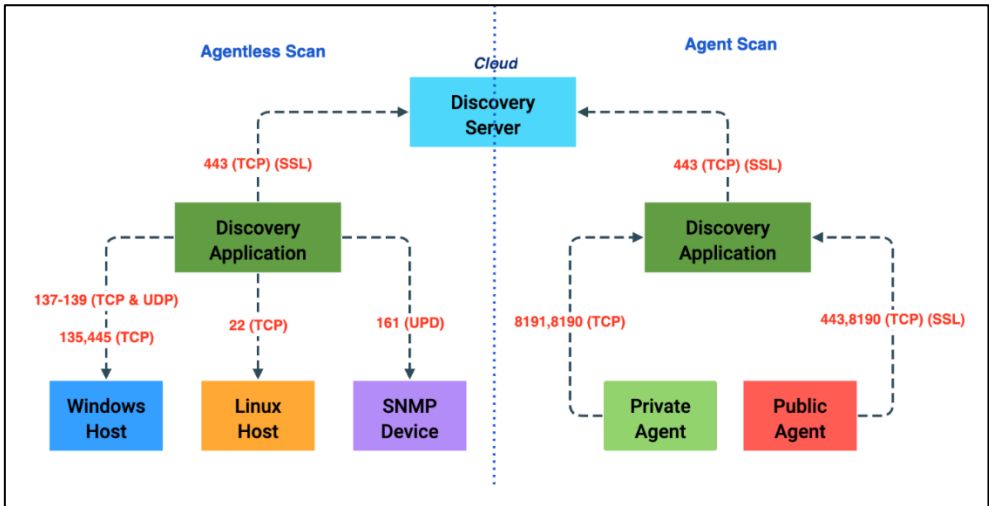 Agentless Scan
Agent Scan
Cloud
Discovery
Server
443 (TCP) (SSL)
443 (TCP) (SSL)
Discovery
Application
Discovery
Application
137-139 (TCP & UDP)
135,445 (TCP)
22 (TCP)
161 (UPD)
8191,8190 (TCP)
443,8190 (TCP) (SSL)
Windows
Host
Linux
Host
SNMP
Device
Private
Agent
Public
Agent